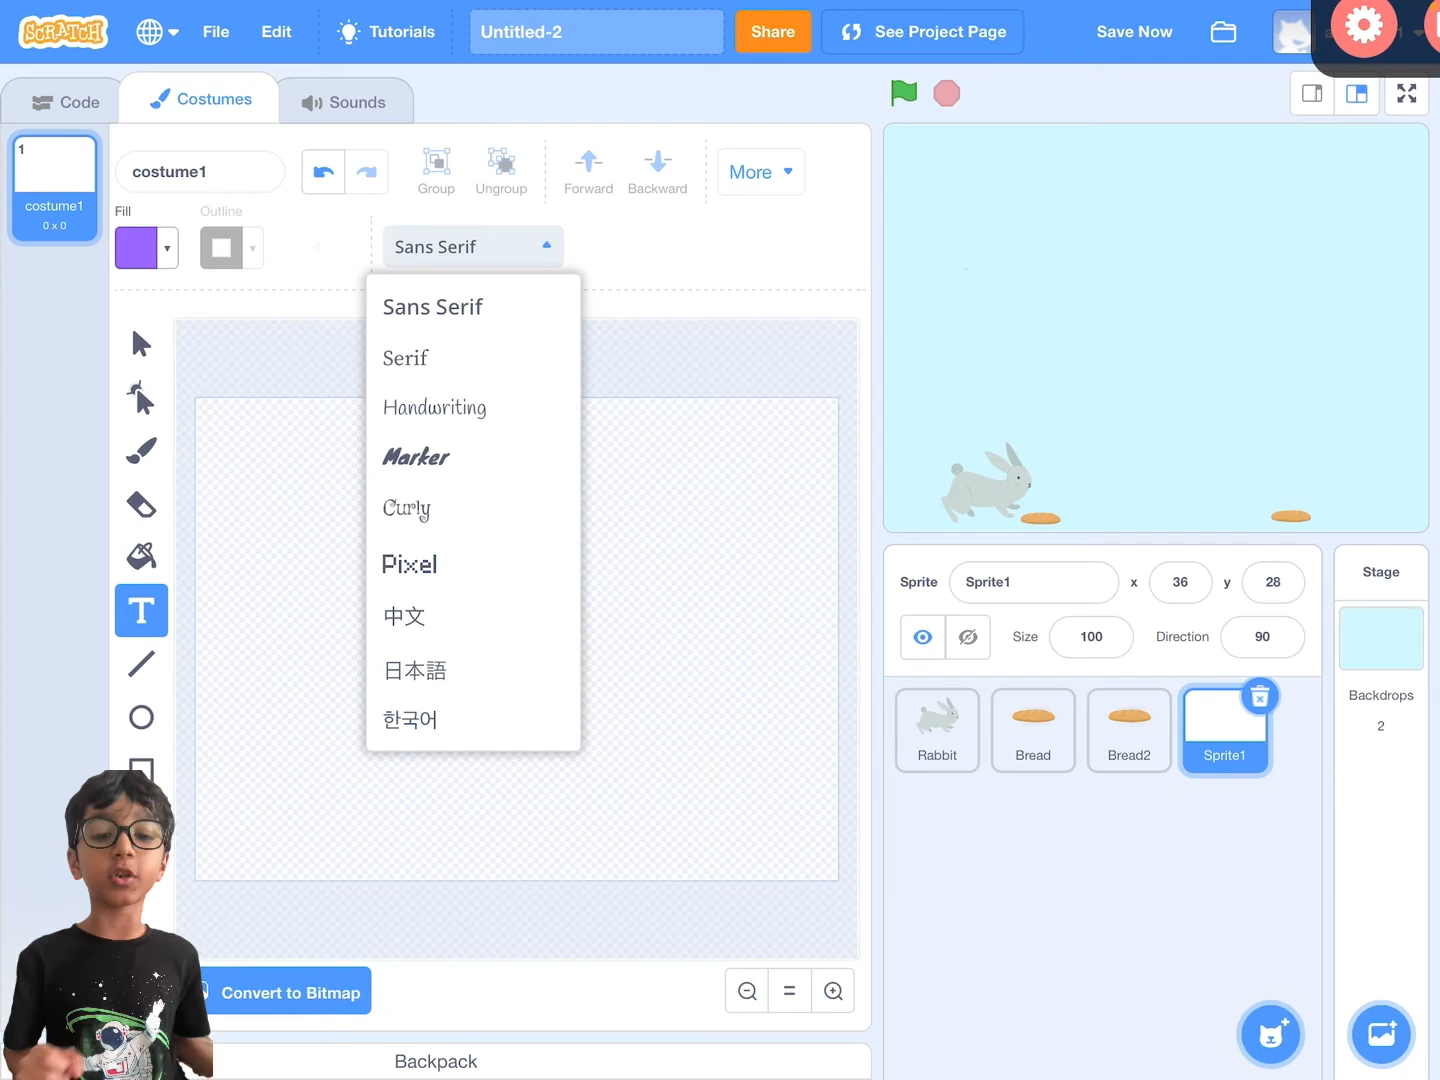 SCRATCH
File
Edit
Tutorials
Untitled-2
Share
See Project Page
Save Now
Code
Costumes
Sounds
1
costume1
0 x 0
costume1
Group
Ungroup
Forward
Backward
More
Fill
Outline
Sans Serif
Sans Serif
Serif
Handwriting
Marker
Curly
Pixel
中文
日本語
한국어
T
Convert to Bitmap
Backpack
Sprite
Sprite1
x
36
y
28
Size
100
Direction
90
Rabbit
Bread
Bread2
Sprite1
Stage
Backdrops
2